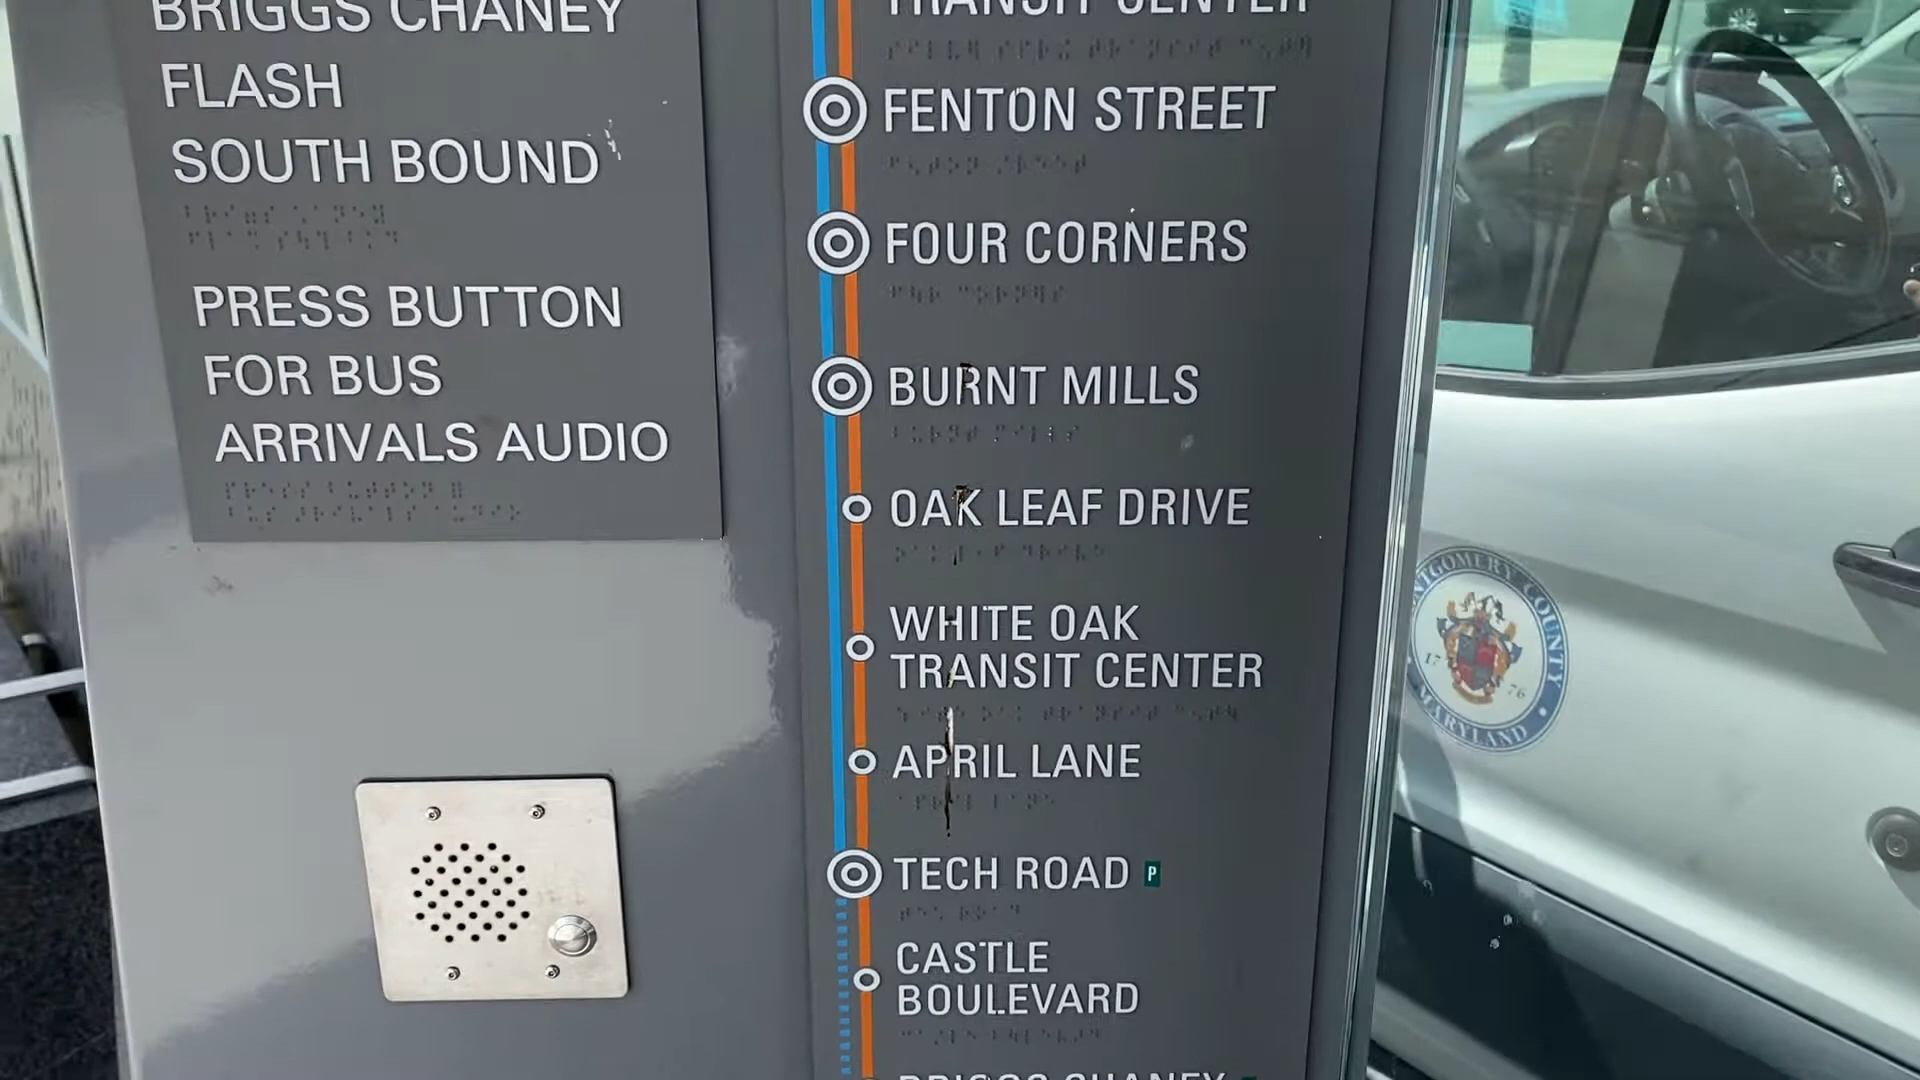 BRIGGS CHANEY
FLASH
SOUTH BOUND
PRESS BUTTON
FOR BUS
ARRIVALS AUDIO
TRANSIT CENTER
FENTON STREET
FOUR CORNERS
BURNT MILLS
OAK LEAF DRIVE
WHITE OAK
TRANSIT CENTER
APRIL LANE
TECH ROAD P
CASTLE
BOULEVARD
BRIGGS CHANEY
MONTGOMERY COUNTY
17 76
MARYLAND